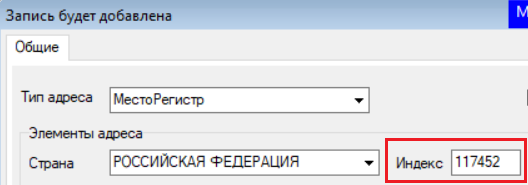 Запись будет добавлена
М
Общие
Тип адреса МестоРегистр
Элементы адреса
Страна РОССИЙСКАЯ ФЕДЕРАЦИЯ Индекс 117452